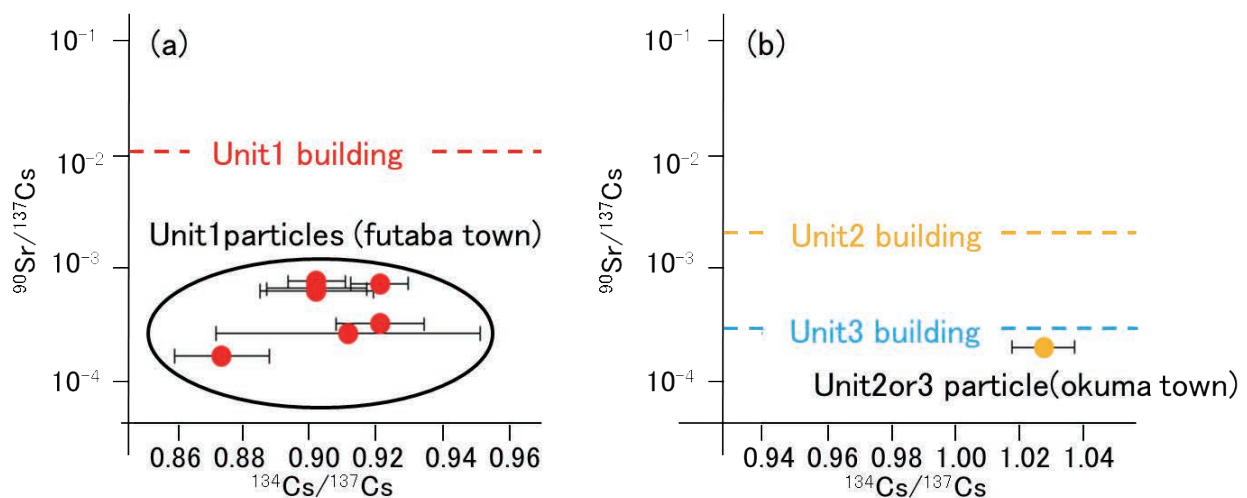 (a)
10⁻¹
10⁻²
10⁻³
10⁻⁴
⁹⁰Sr/¹³⁷Cs
Unit1 building
Unit1particles (futaba town)
0.86 0.88 0.90 0.92 0.94 0.96
¹³⁴Cs/¹³⁷Cs
(b)
10⁻¹
10⁻²
10⁻³
10⁻⁴
⁹⁰Sr/¹³⁷Cs
Unit2 building
Unit3 building
Unit2or3 particle(okuma town)
0.94 0.96 0.98 1.00 1.02 1.04
¹³⁴Cs/¹³⁷Cs